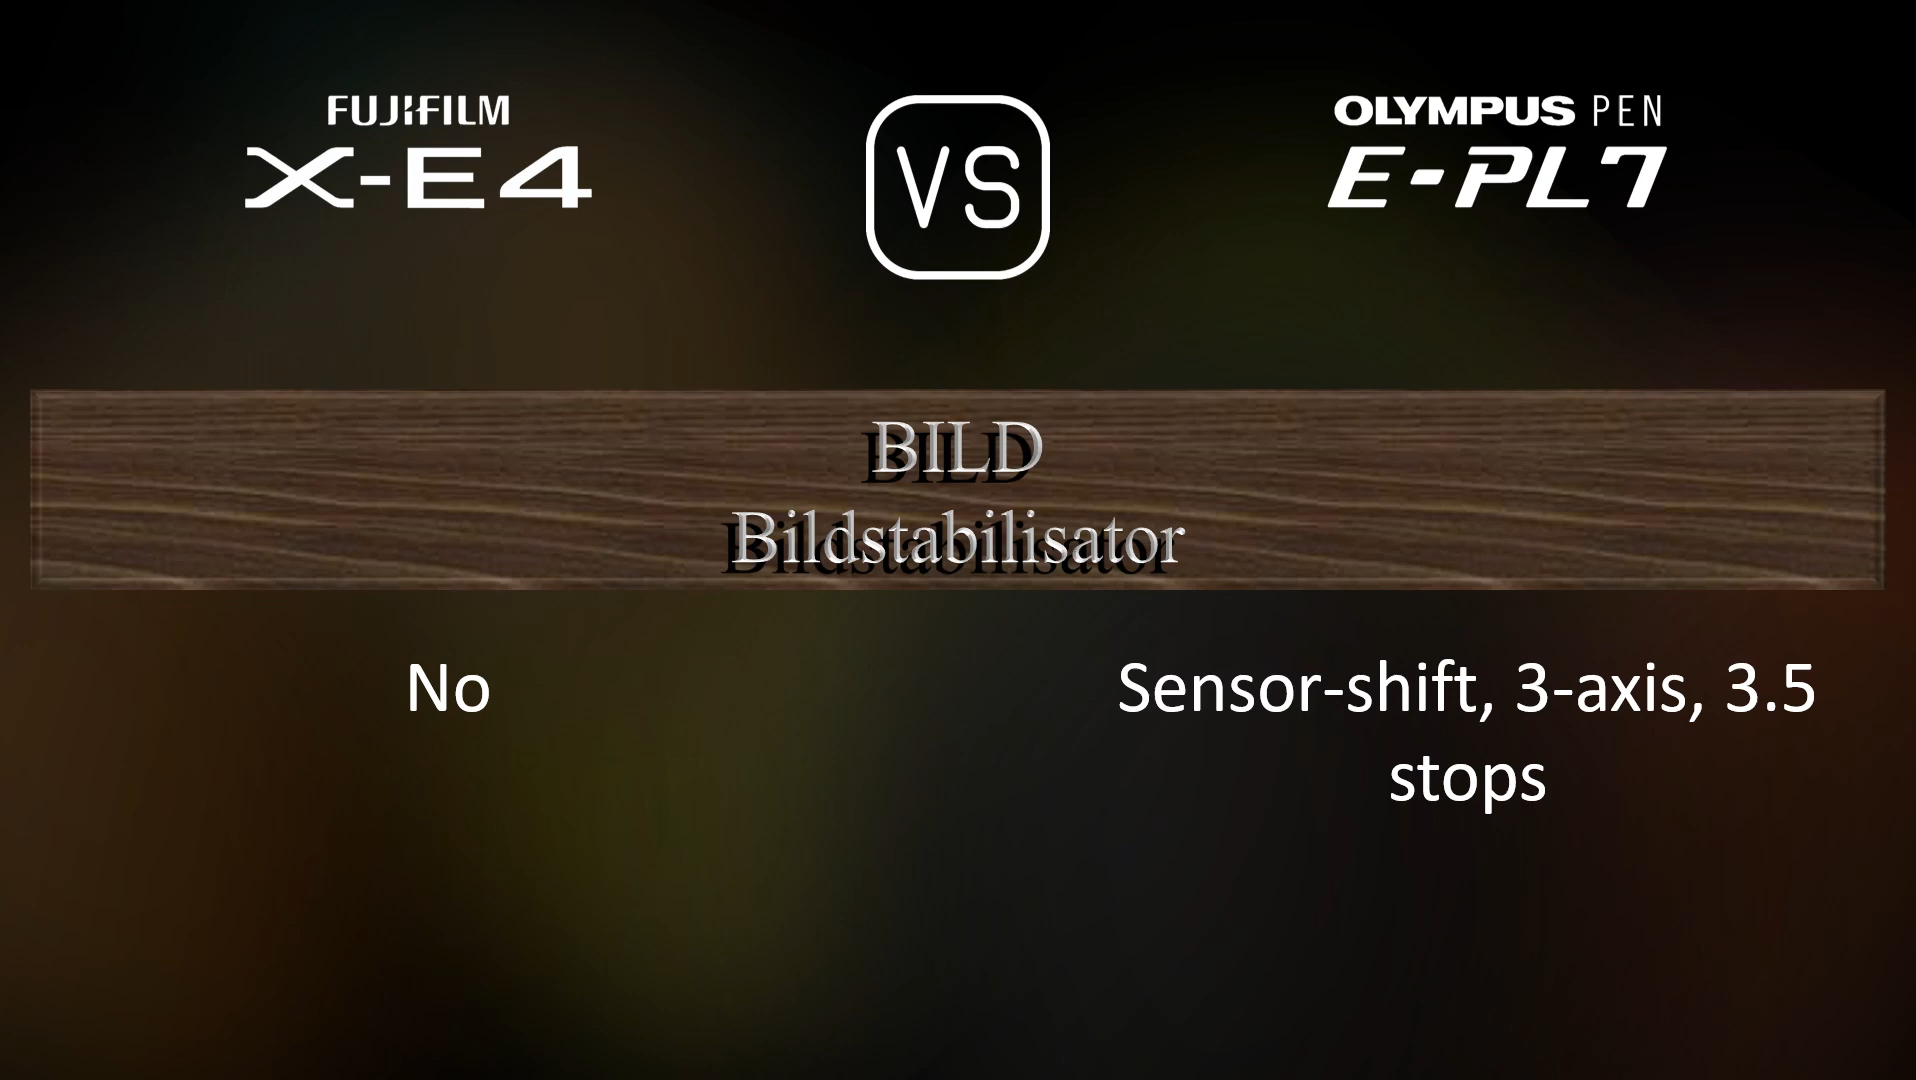 FUJIFILM
X-E4
VS
OLYMPUS PEN
E-PL7
BILD
Bildstabilisator
No
Sensor-shift, 3-axis, 3.5
stops